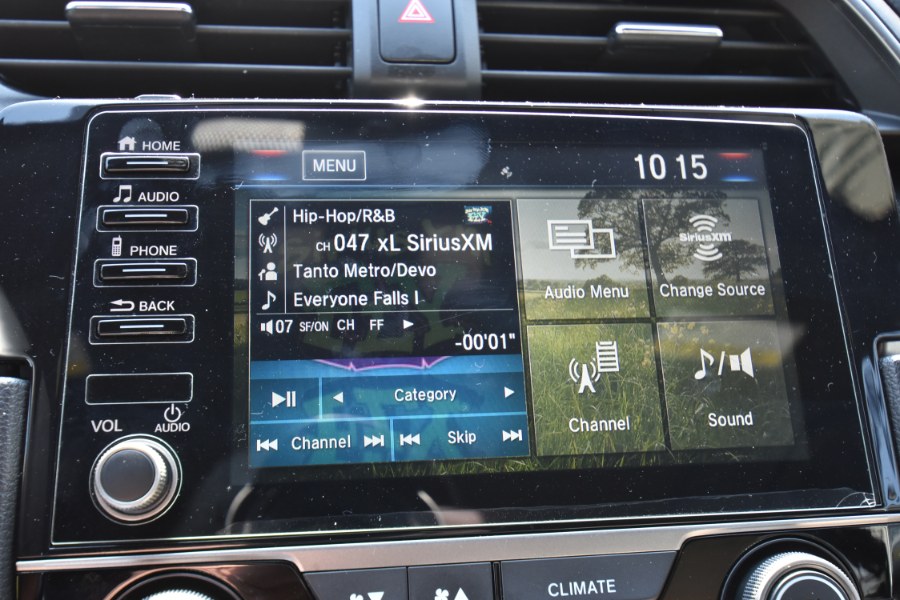 HOME
AUDIO
PHONE
BACK
VOL
AUDIO
MENU
10 15
Hip-Hop/R&B
CH 047 xL SiriusXM
Tanto Metro/Devo
Everyone Falls I
07 SF/ON CH FF
-00'01"
Category
Channel
Skip
Audio Menu
SiriusXM
Change Source
Channel
Sound
CLIMATE